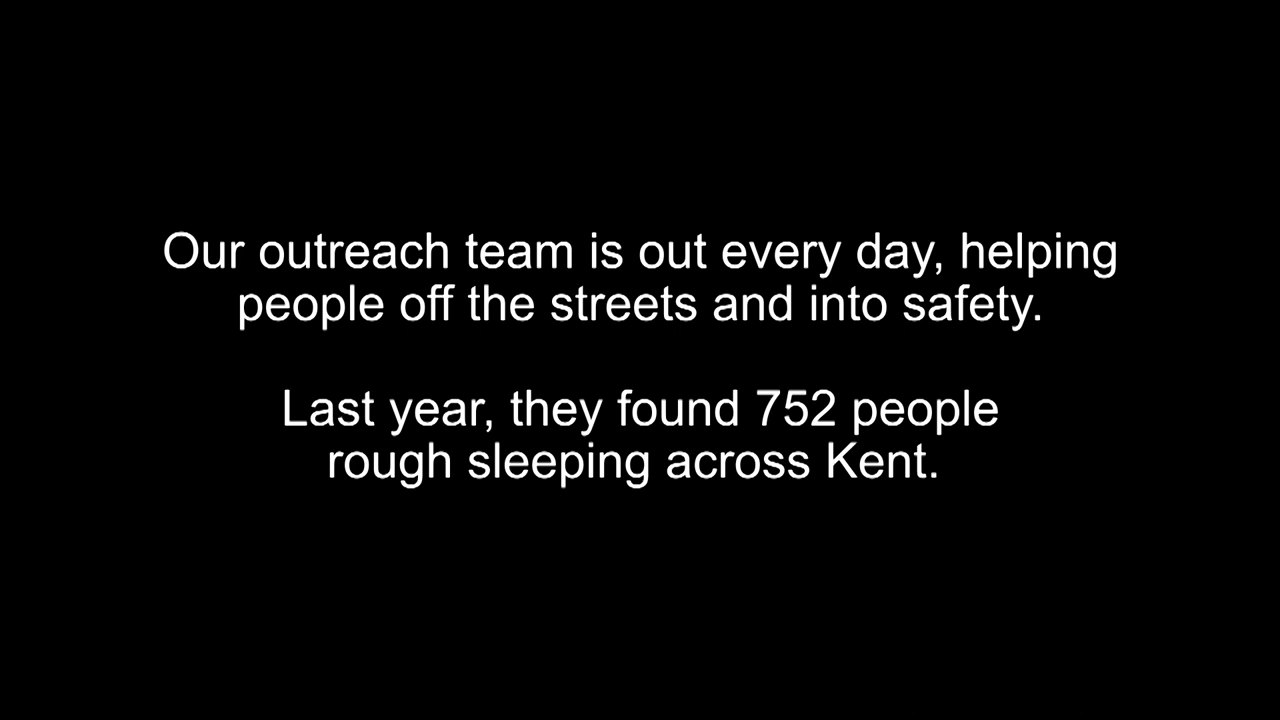 Our outreach team is out every day, helping
people off the streets and into safety.
Last year, they found 752 people
rough sleeping across Kent.